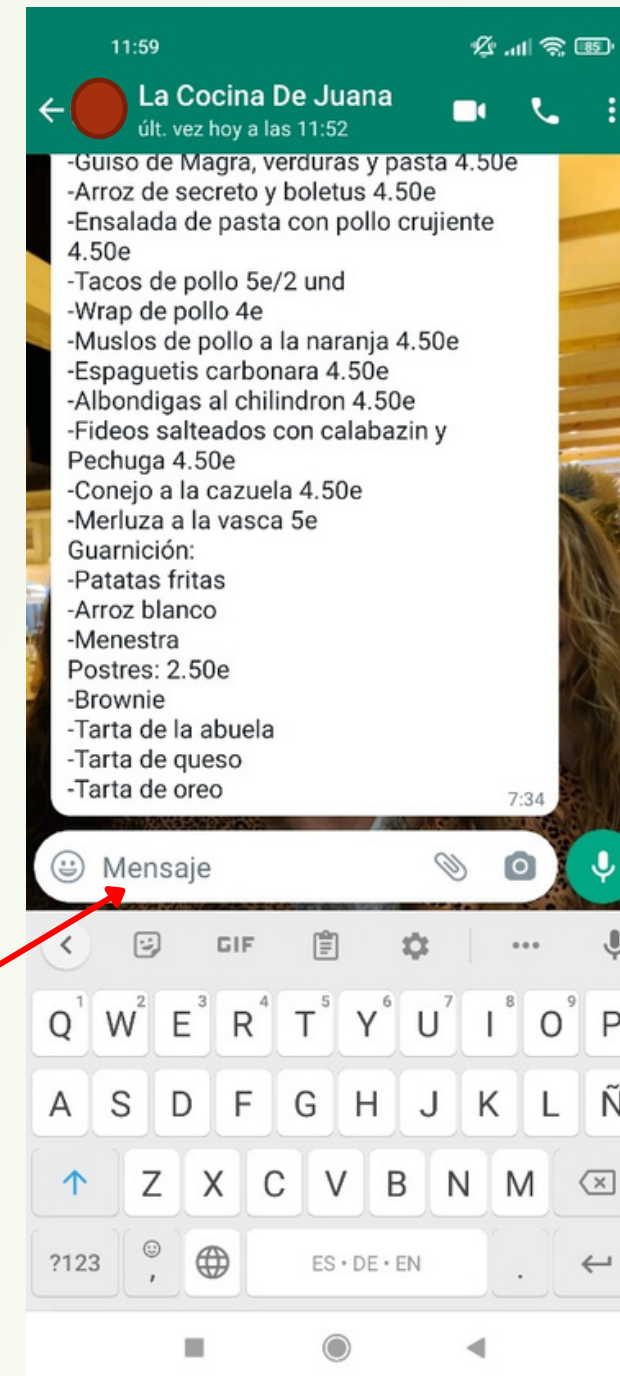 11:59
85
La Cocina De Juana
últ. vez hoy a las 11:52
-Guiso de Magra, verduras y pasta 4.50e
-Arroz de secreto y boletus 4.50e
-Ensalada de pasta con pollo crujiente
4.50e
-Tacos de pollo 5e/2 und
-Wrap de pollo 4e
-Muslos de pollo a la naranja 4.50e
-Espaguetis carbonara 4.50e
-Albondigas al chilindron 4.50e
-Fideos salteados con calabazin y
Pechuga 4.50e
-Conejo a la cazuela 4.50e
-Merluza a la vasca 5e
Guarnición:
-Patatas fritas
-Arroz blanco
-Menestra
Postres: 2.50e
-Brownie
-Tarta de la abuela
-Tarta de queso
-Tarta de oreo
7:34
Mensaje
GIF
Q 1 W 2 E 3 R 4 T 5 Y 6 U 7 I 8 O 9 P
A S D F G H J K L Ñ
Z X C V B N M
?123 , ES • DE • EN .